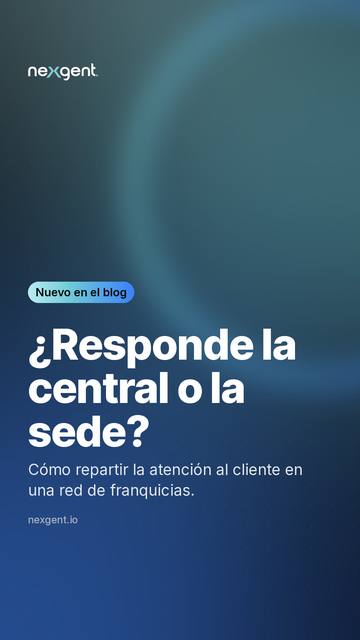 nexgent
Nuevo en el blog
¿Responde la
central o la
sede?
Cómo repartir la atención al cliente en
una red de franquicias.
nexgent.io